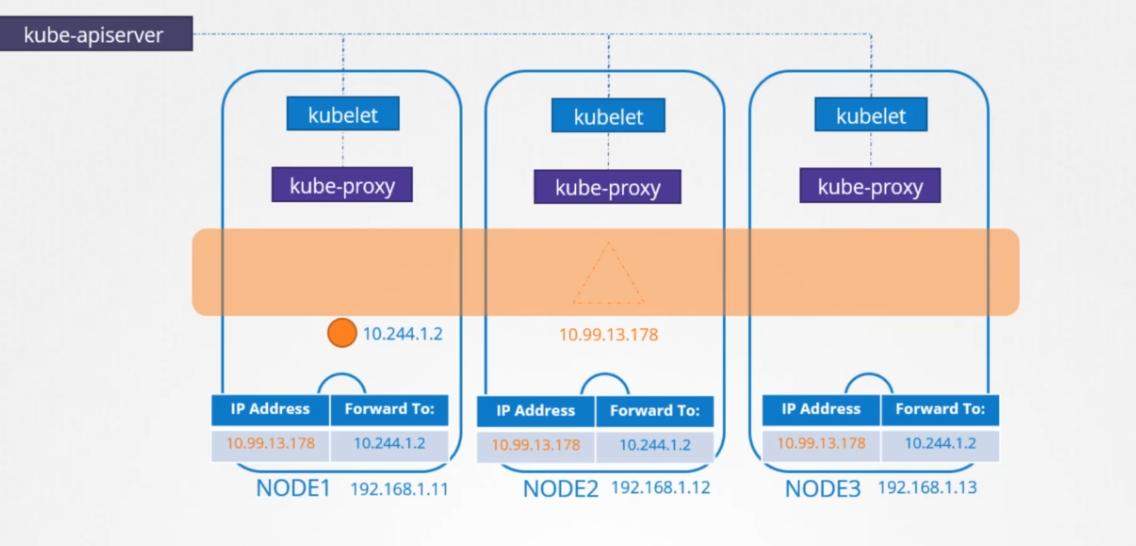 kube-apiserver
kubelet
kubelet
kubelet
kube-proxy
kube-proxy
kube-proxy
10.244.1.2
10.99.13.178
IP Address Forward To:
10.99.13.178 10.244.1.2
IP Address Forward To:
10.99.13.178 10.244.1.2
IP Address Forward To:
10.99.13.178 10.244.1.2
NODE1 192.168.1.11
NODE2 192.168.1.12
NODE3 192.168.1.13